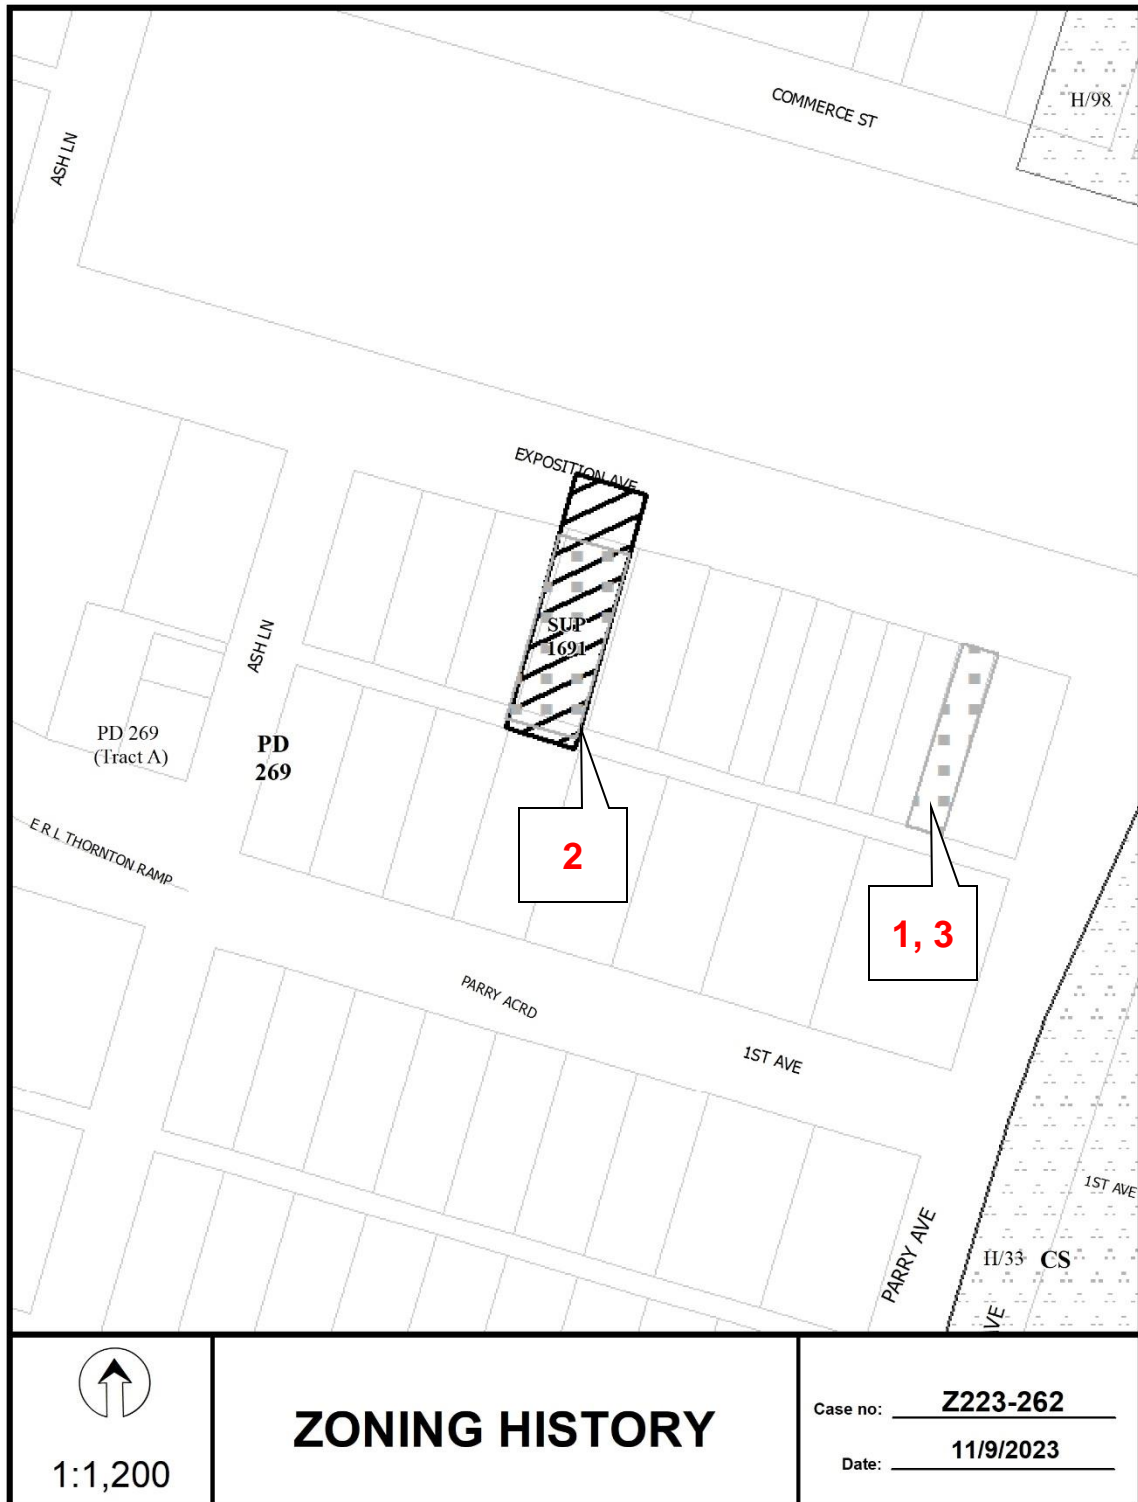 COMMERCE ST
H/98
ASH LN
EXPOSITION AVE
SUP
1691
ASH LN
PD 269
(Tract A)
PD
269
E R L THORNTON RAMP
2
1, 3
PARRY ACRD
1ST AVE
1ST AVE
PARRY AVE
H/33
CS
AVE
1:1,200
ZONING HISTORY
Case no: Z223-262
Date: 11/9/2023